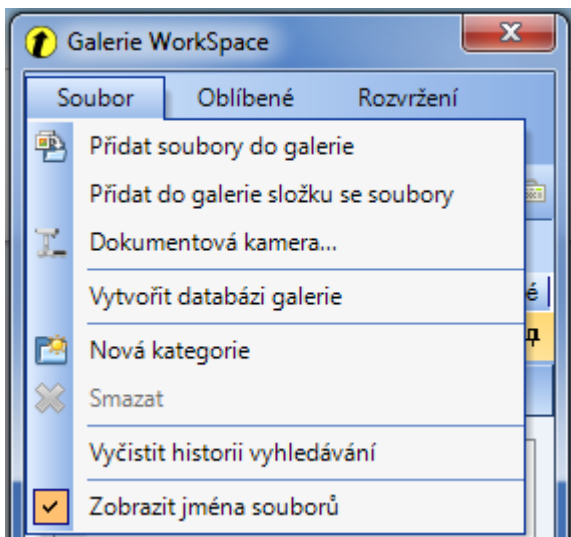 Galerie WorkSpace
Soubor Oblíbené Rozvržení
Přidat soubory do galerie
Přidat do galerie složku se soubory
Dokumentová kamera...
Vytvořit databázi galerie
é
Nová kategorie
Smazat
Vyčistit historii vyhledávání
Zobrazit jména souborů